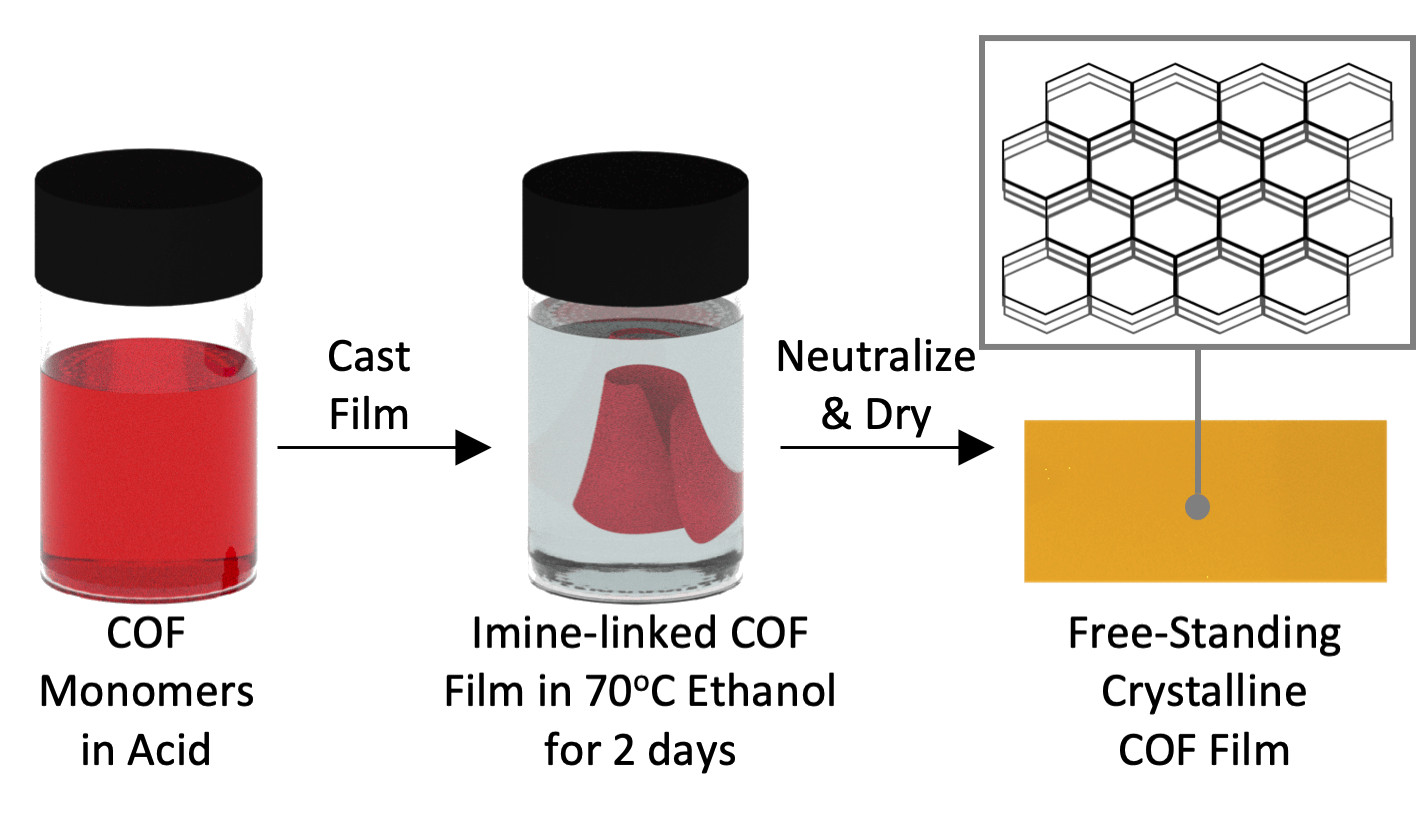 Cast
Film
Neutralize
& Dry
COF
Monomers
in Acid
Imine-linked COF
Film in 70ºC Ethanol
for 2 days
Free-Standing
Crystalline
COF Film